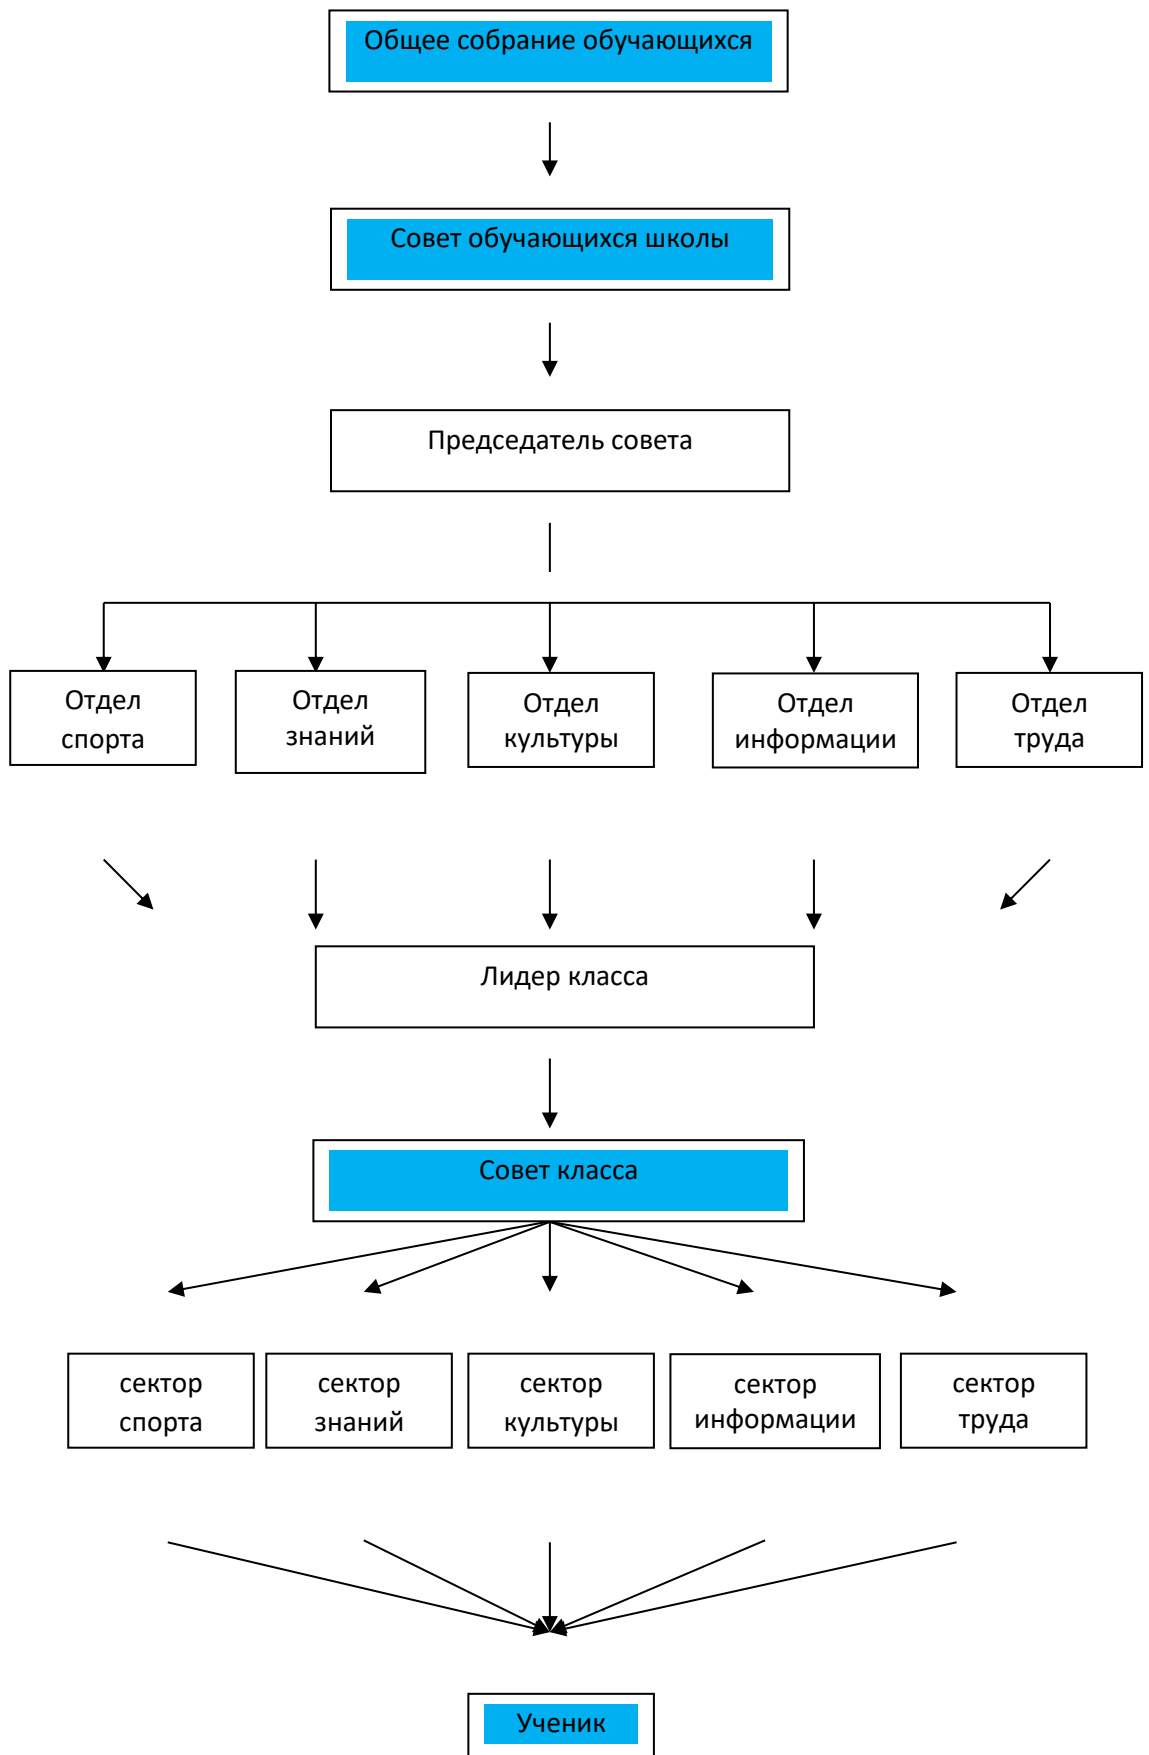 Общее собрание обучающихся
Совет обучающихся школы
Председатель совета
Отдел
спорта
Отдел
знаний
Отдел
культуры
Отдел
информации
Отдел
труда
Лидер класса
Совет класса
сектор
спорта
сектор
знаний
сектор
культуры
сектор
информации
сектор
труда
Ученик